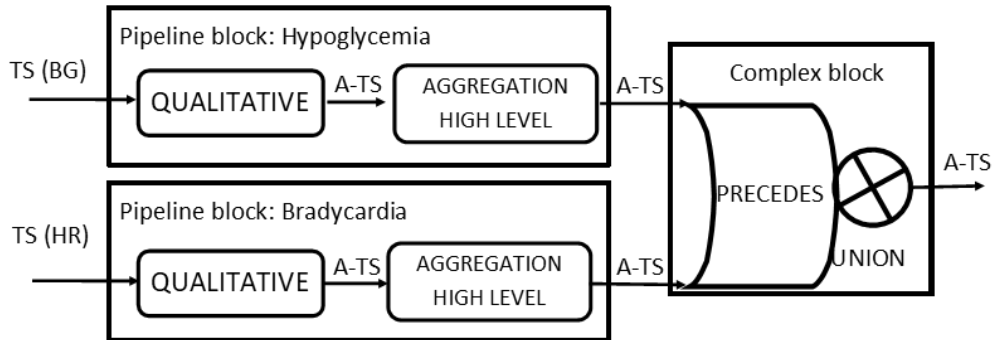 Pipeline block: Hypoglycemia
TS (BG)
QUALITATIVE
A-TS
AGGREGATION
HIGH LEVEL
A-TS
Pipeline block: Bradycardia
TS (HR)
QUALITATIVE
A-TS
AGGREGATION
HIGH LEVEL
A-TS
Complex block
PRECEDES
UNION
A-TS